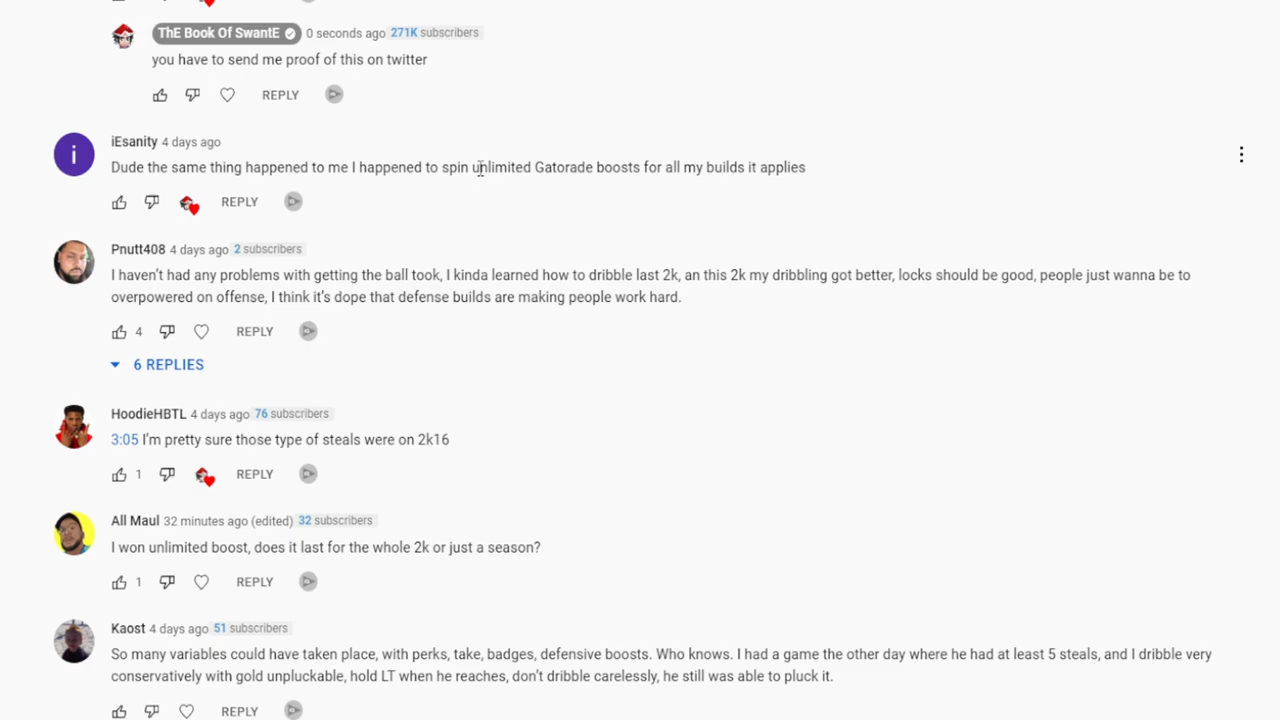 ThE Book Of SwantE 0 seconds ago 271K subscribers
you have to send me proof of this on twitter
REPLY
i
iEsanity 4 days ago
Dude the same thing happened to me I happened to spin unlimited Gatorade boosts for all my builds it applies
REPLY
Pnutt408 4 days ago 2 subscribers
I haven't had any problems with getting the ball took, I kinda learned how to dribble last 2k, an this 2k my dribbling got better, locks should be good, people just wanna be to
overpowered on offense, I think it's dope that defense builds are making people work hard.
4 REPLY
6 REPLIES
HoodieHBTL 4 days ago 76 subscribers
3:05 I'm pretty sure those type of steals were on 2k16
1 REPLY
All Maul 32 minutes ago (edited) 32 subscribers
I won unlimited boost, does it last for the whole 2k or just a season?
1 REPLY
Kaost 4 days ago 51 subscribers
So many variables could have taken place, with perks, take, badges, defensive boosts. Who knows. I had a game the other day where he had at least 5 steals, and I dribble very
conservatively with gold unpluckable, hold LT when he reaches, don't dribble carelessly, he still was able to pluck it.
REPLY